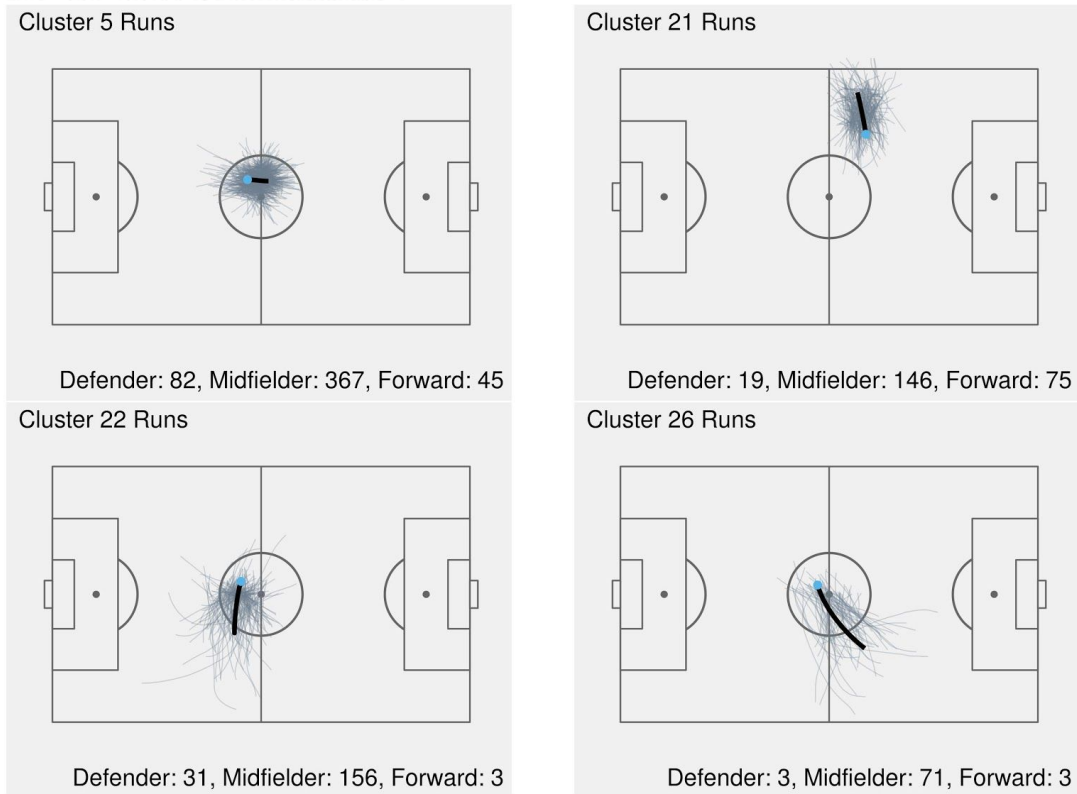 Cluster 5 Runs
Defender: 82, Midfielder: 367, Forward: 45
Cluster 21 Runs
Defender: 19, Midfielder: 146, Forward: 75
Cluster 22 Runs
Defender: 31, Midfielder: 156, Forward: 3
Cluster 26 Runs
Defender: 3, Midfielder: 71, Forward: 3